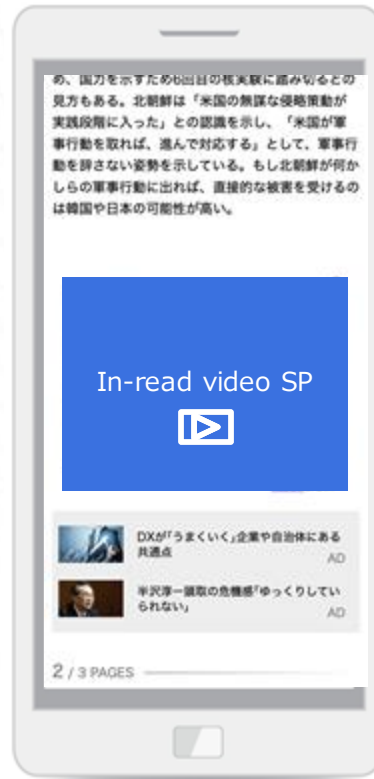 め、国力を示すため6回目の核実験に踏み切るとの
見方もある。北朝鮮は「米国の無謀な侵略策動が
実践段階に入った」との認識を示し、「米国が軍
事行動を取れば、進んで対応する」として、軍事行
動を辞さない姿勢を示している。もし北朝鮮が何か
しらの軍事行動に出れば、直接的な被害を受けるの
は韓国や日本の可能性が高い。
In-read video SP
DXが「うまくいく」企業や自治体にある
共通点
AD
半沢淳一頭取の危機感「ゆっくりしてい
られない」
AD
2 / 3 PAGES